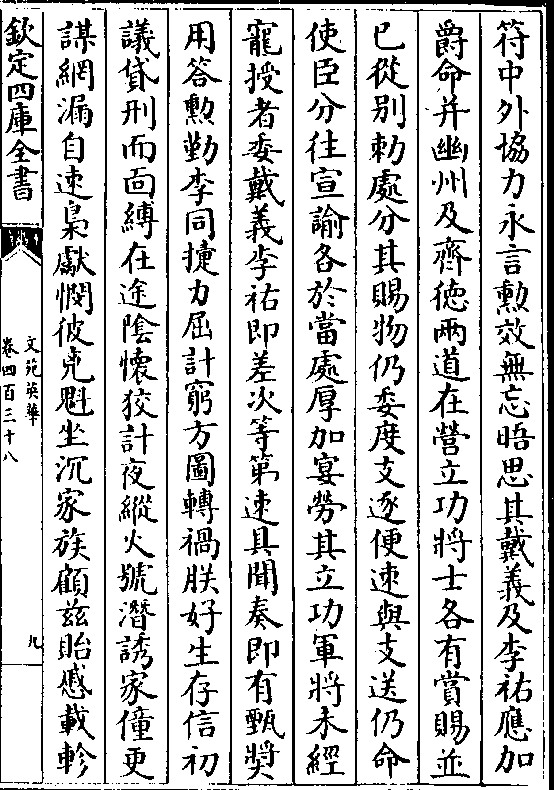 符中外協力永言勲效無忘晤思其戴義及李祐應加
爵命并幽州及齊徳兩道在營立功將士各有賞賜並
已從别勅處分其賜物仍委度支逐便速與支送仍命
使臣分往宣諭各於當處厚加宴勞其立功軍將未經
寵授者委戴義李祐即差次等第速具聞奏即有甄奬
用答勲勤李同捷力屈計窮方圖轉禍朕好生存信初
議貸刑而面縛在途隂懷狡計夜縱火號潛誘家僮更
謀網漏自速梟獻憫彼兇魁坐沉家族顧兹貽慼載軫
欽定四庫全書
文苑英華
卷四百三十八
九